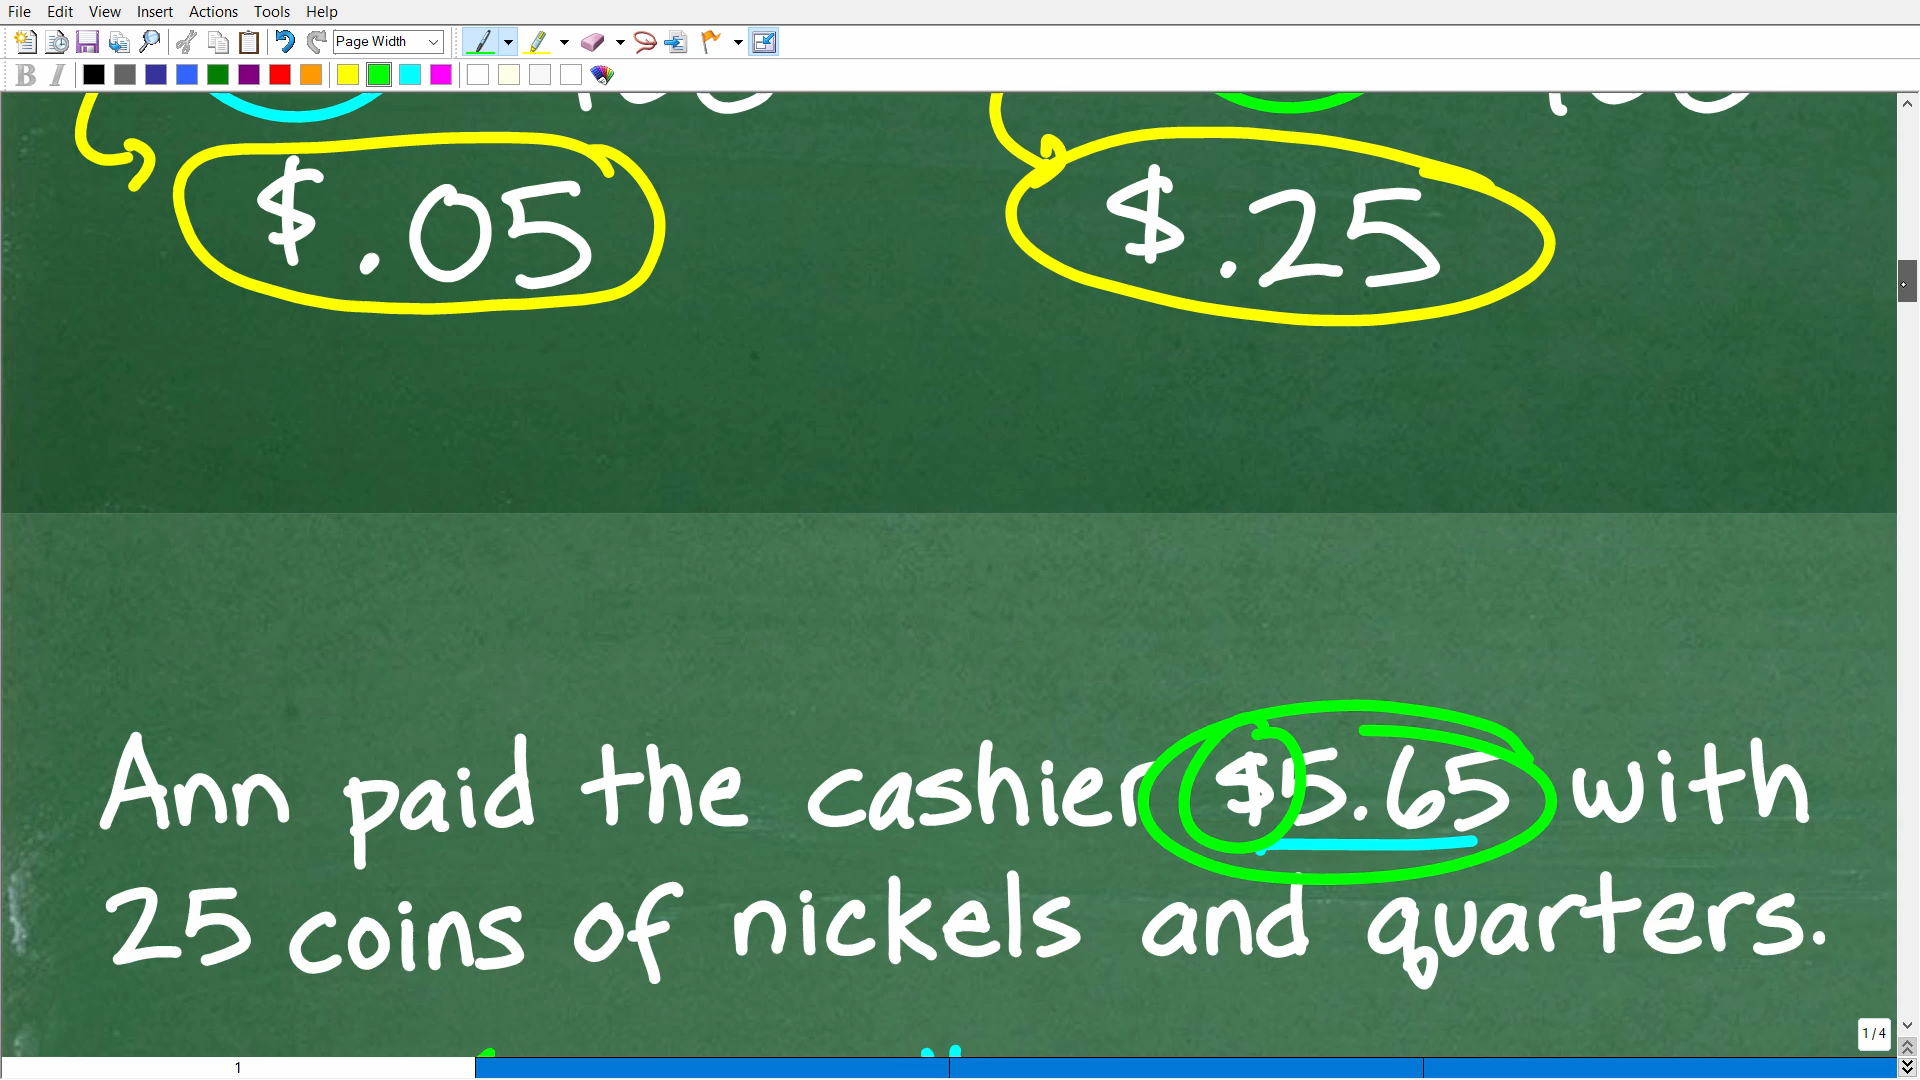 File Edit View Insert Actions Tools Help
Page Width
B I
$.05 $.25
Ann paid the cashier $5.65 with
25 coins of nickels and quarters.
1 / 4
1